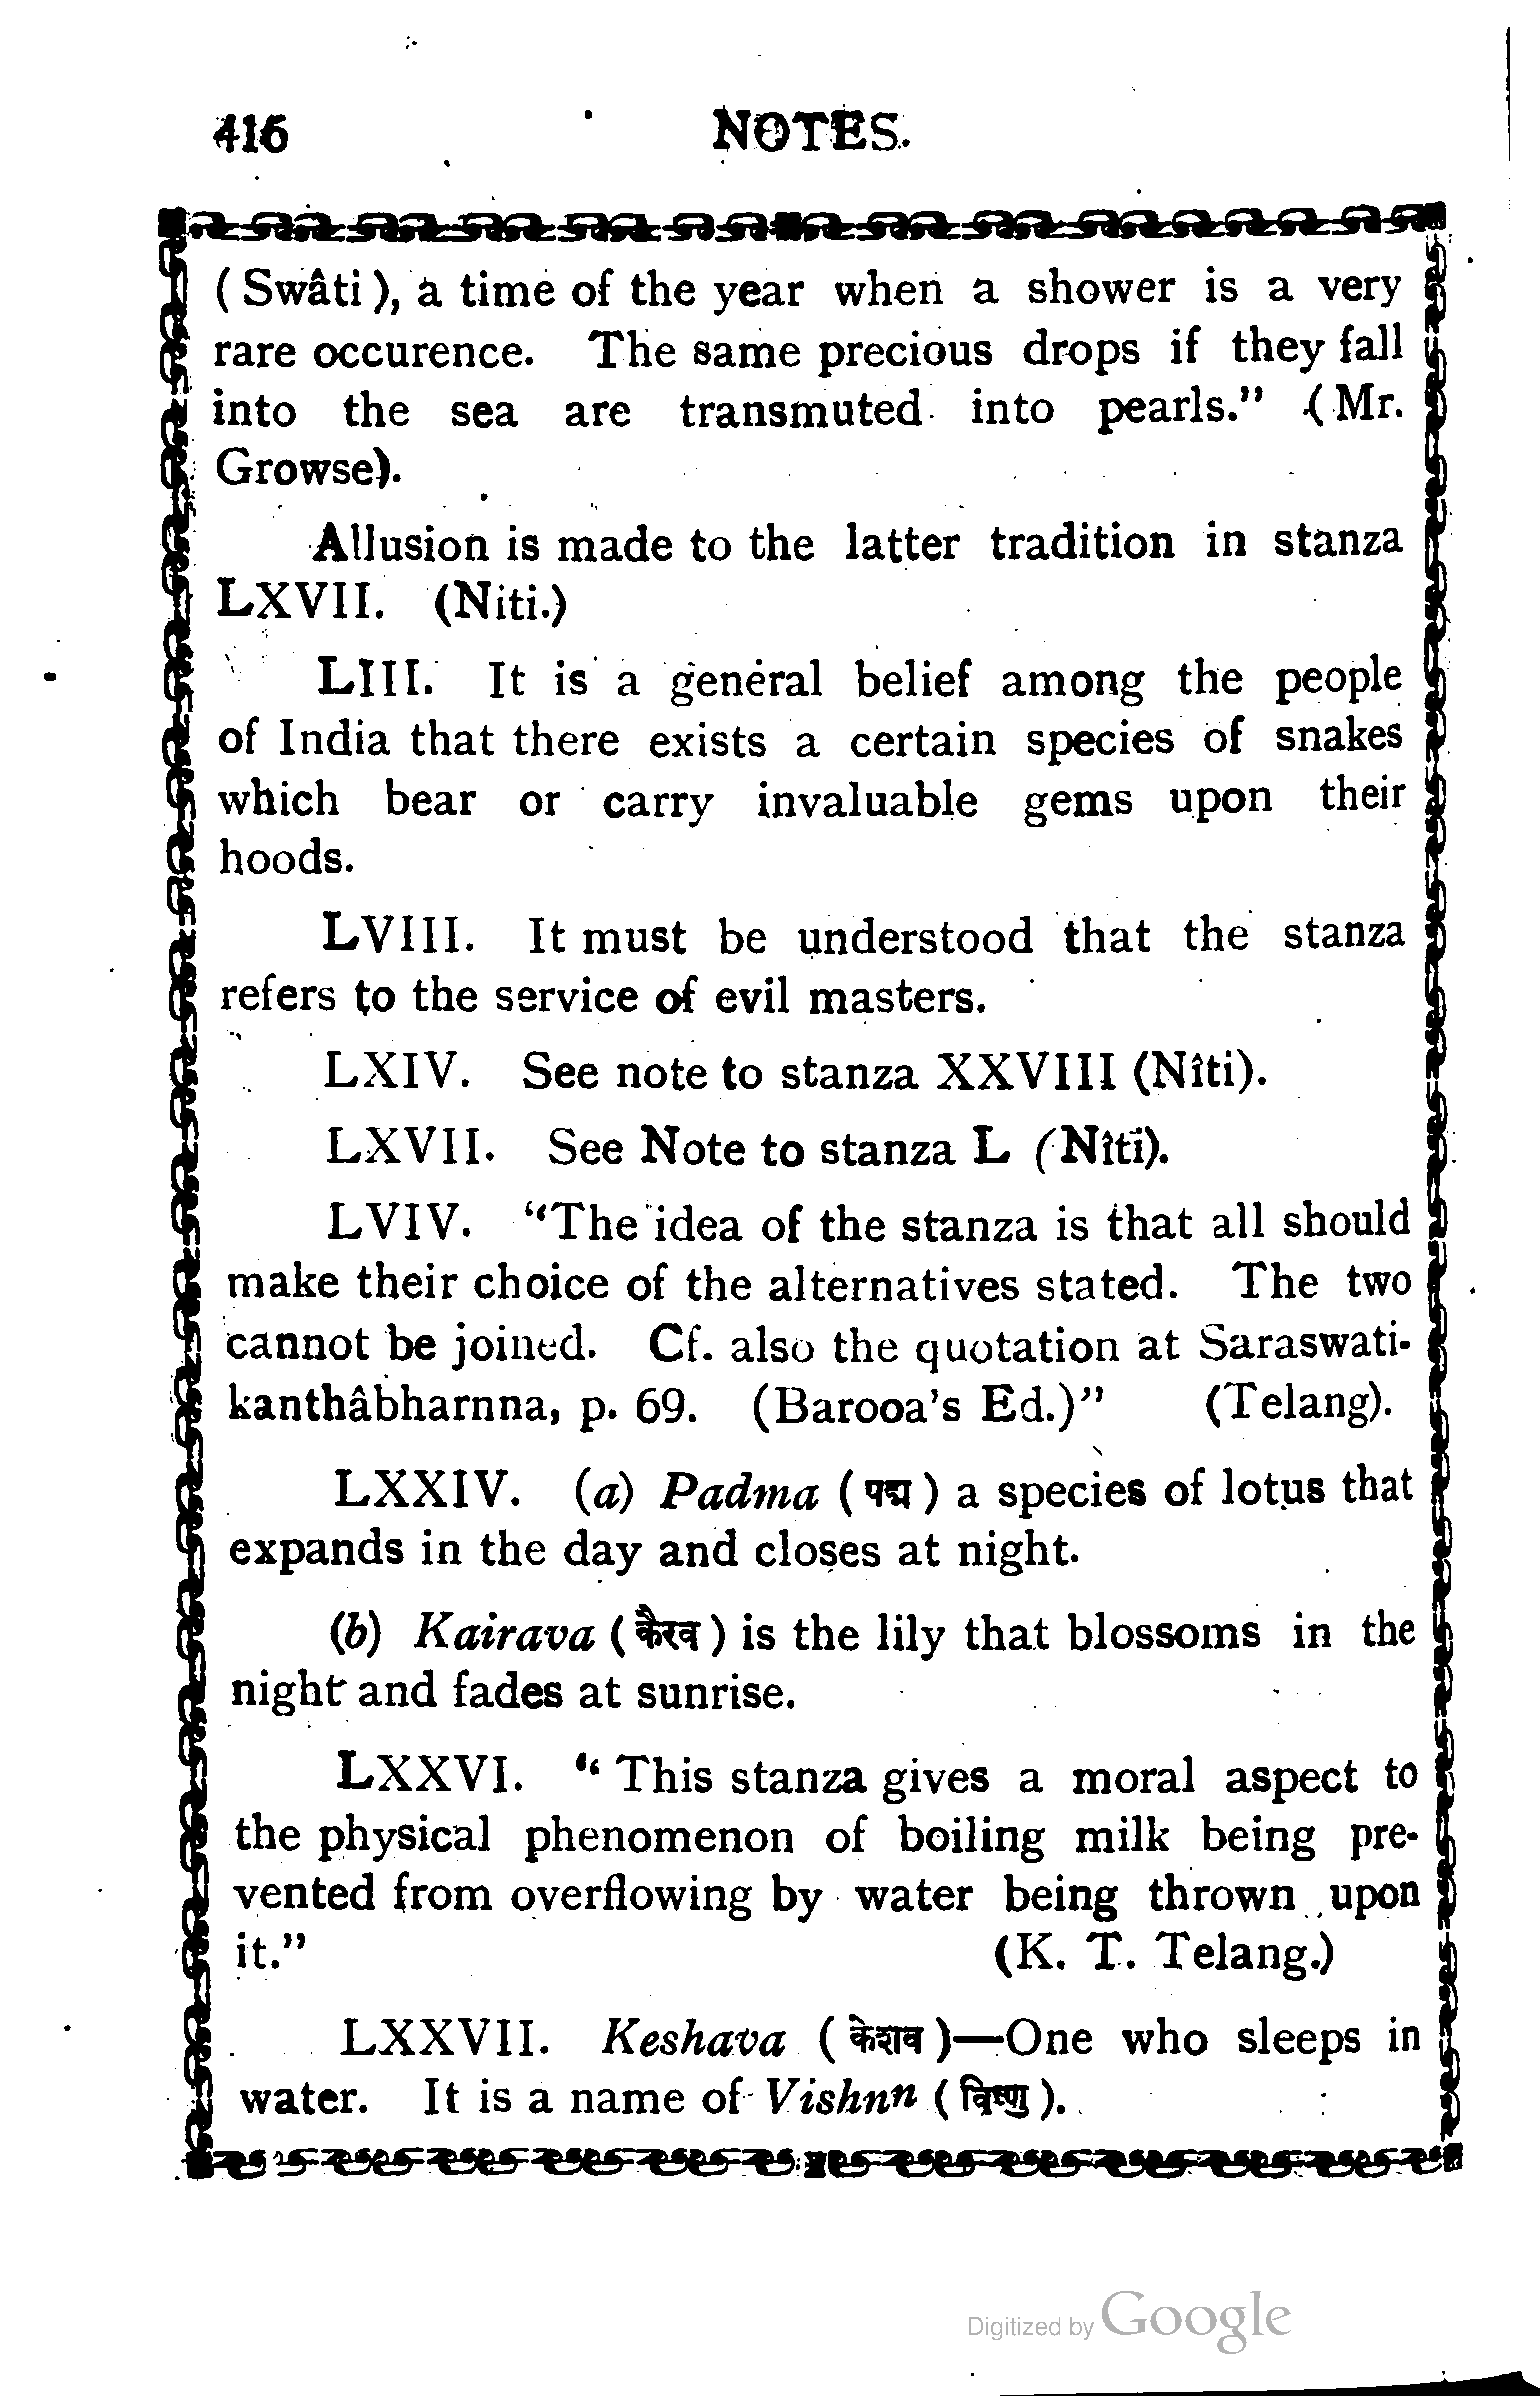 416 NOTES.
( Swâti ), a time of the year when a shower is a very
rare occurence. The same precious drops if they fall
into the sea are transmuted into pearls." ( Mr.
Growse).
Allusion is made to the latter tradition in stanza
LXVII. (Niti.)
LIII. It is a general belief among the people
of India that there exists a certain species of snakes
which bear or carry invaluable gems upon their
hoods.
LVIII. It must be understood that the stanza
refers to the service of evil masters.
LXIV. See note to stanza XXVIII (Nîti).
LXVII. See Note to stanza L (Nîti).
LVIV. "The idea of the stanza is that all should
make their choice of the alternatives stated. The two
cannot be joined. Cf. also the quotation at Saraswati-
kanthâbharnna, p. 69. (Barooa's Ed.)" (Telang).
LXXIV. (a) Padma ( पद्म ) a species of lotus that
expands in the day and closes at night.
(b) Kairava ( कैरव ) is the lily that blossoms in the
night and fades at sunrise.
LXXVI. " This stanza gives a moral aspect to
the physical phenomenon of boiling milk being pre-
vented from overflowing by water being thrown upon
it." (K. T. Telang.)
LXXVII. Keshava ( केशव )—One who sleeps in
water. It is a name of Vishnn ( विष्णु ).
Digitized by Google